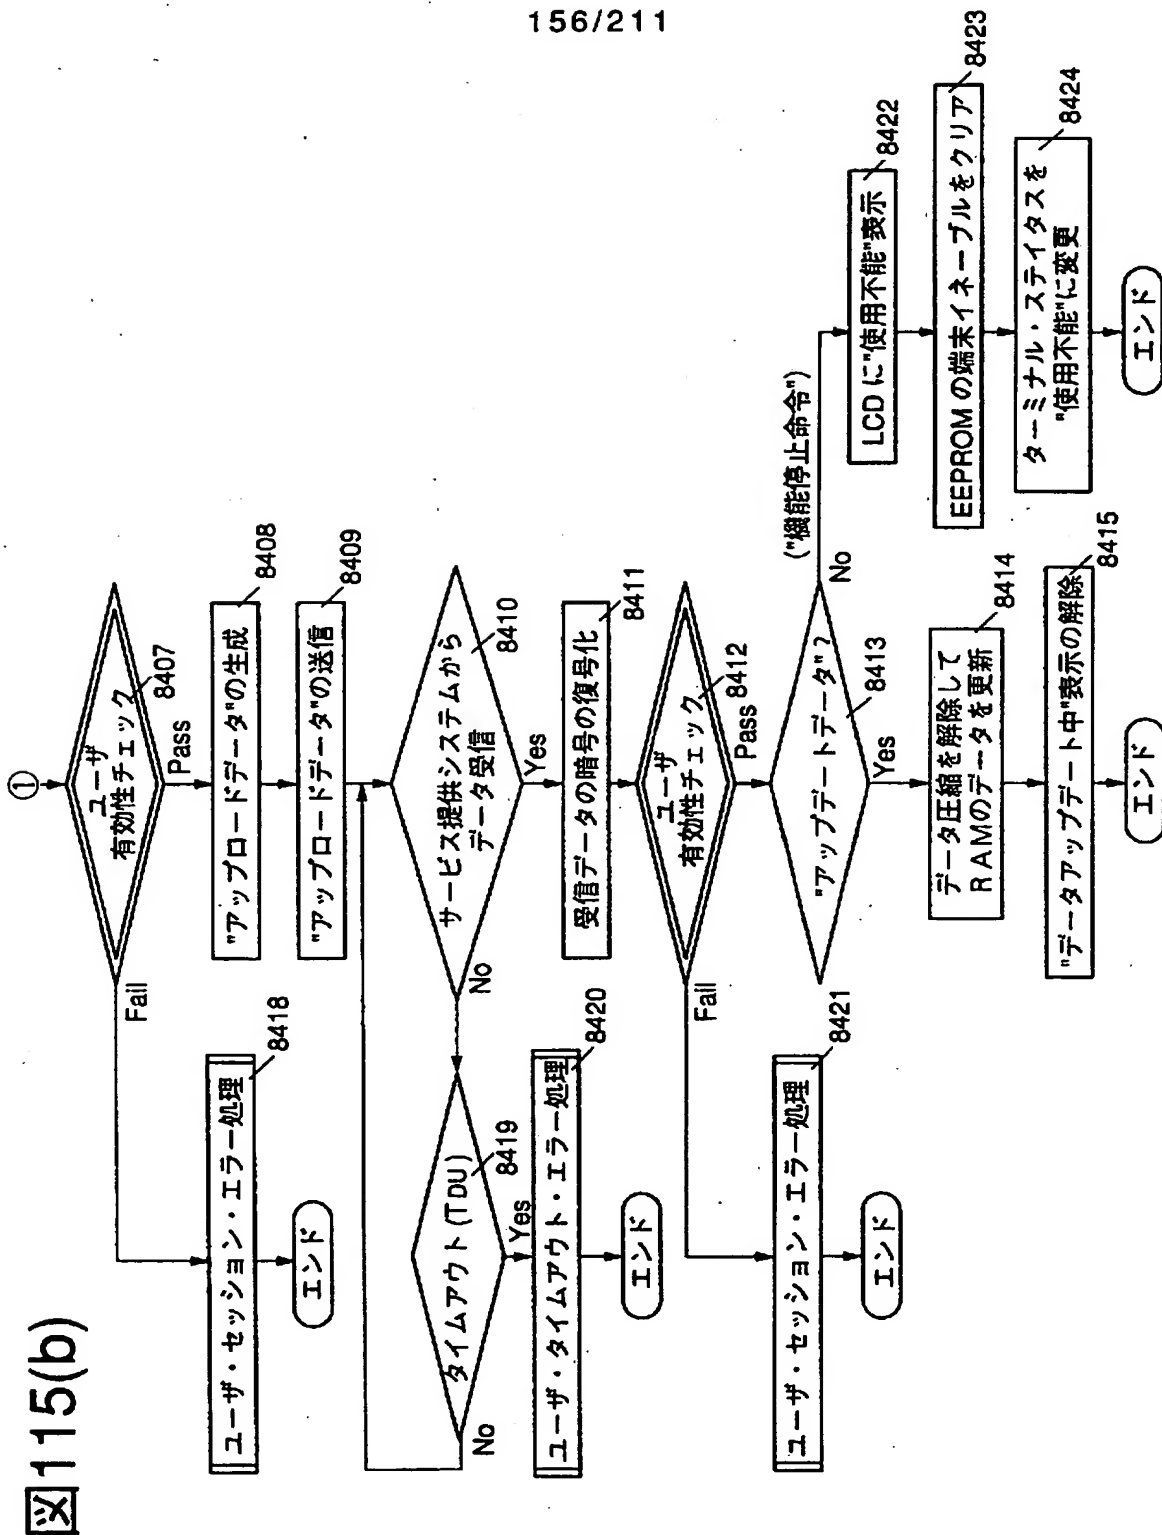 156/211
図115(b)
①
ユーザ
有効性チェック
8407
Pass
Fail
"アップロードデータ"の生成
8408
"アップロードデータ"の送信
8409
サービス提供システムから
データ受信
8410
Yes
No
受信データの暗号の復号化
8411
ユーザ
有効性チェック
8412
Pass
Fail
"アップデートデータ"?
8413
Yes
No
("機能停止命令")
データ圧縮を解除して
RAMのデータを更新
8414
"データアップデート中"表示の解除
8415
エンド
ユーザ・セッション・エラー処理
8418
エンド
タイムアウト(TDU)
8419
Yes
No
ユーザ・タイムアウト・エラー処理
8420
エンド
ユーザ・セッション・エラー処理
8421
エンド
LCDに"使用不能"表示
8422
EEPROMの端末イネーブルをクリア
8423
ターミナル・ステイタスを
"使用不能"に変更
8424
エンド